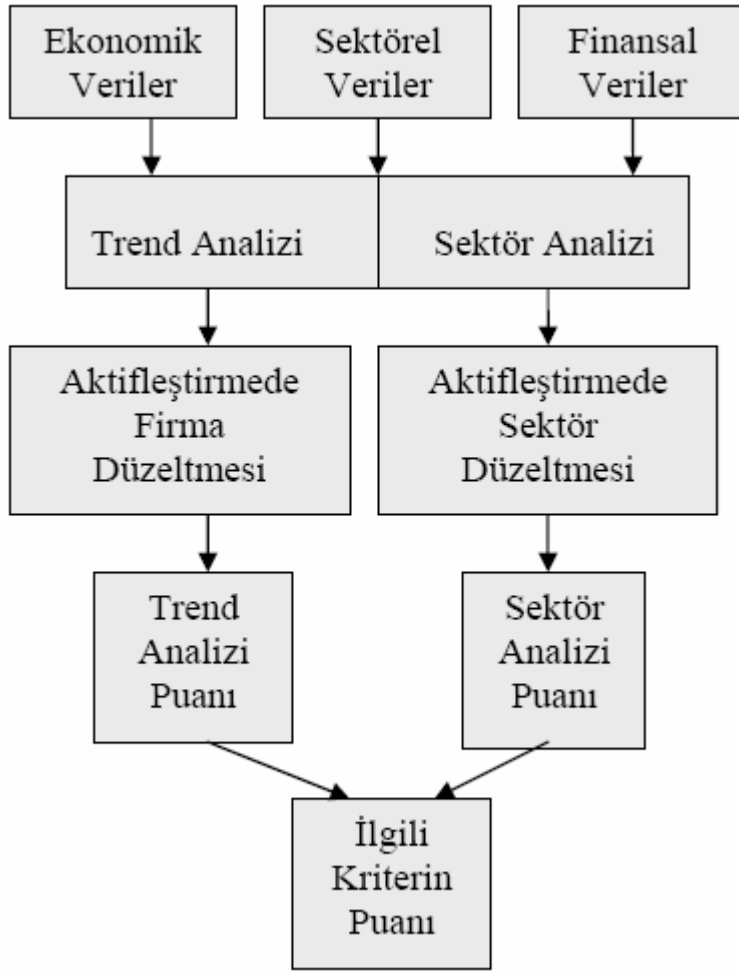 Ekonomik
Veriler
Sektörel
Veriler
Finansal
Veriler
Trend Analizi
Sektör Analizi
Aktifleştirmede
Firma
Düzeltmesi
Aktifleştirmede
Sektör
Düzeltmesi
Trend
Analizi
Puanı
Sektör
Analizi
Puanı
İlgili
Kriterin
Puanı